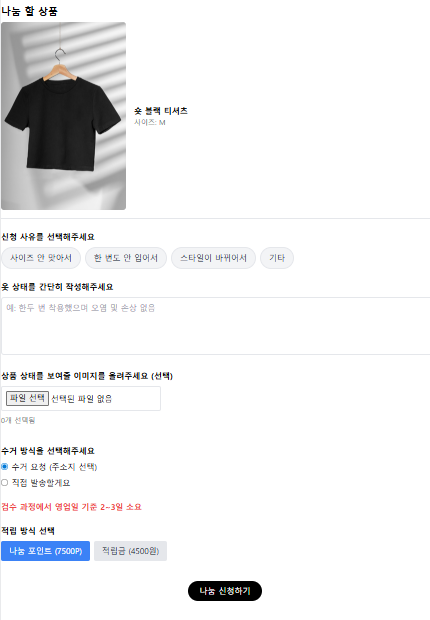 나눔 할 상품
숏 블랙 티셔츠
사이즈: M
신청 사유를 선택해주세요
사이즈 안 맞아서 한 번도 안 입어서 스타일이 바뀌어서 기타
옷 상태를 간단히 작성해주세요
예: 한두 번 착용했으며 오염 및 손상 없음
상품 상태를 보여줄 이미지를 올려주세요 (선택)
파일 선택 선택된 파일 없음
0개 선택됨
수거 방식을 선택해주세요
수거 요청 (주소지 선택)
직접 발송할게요
검수 과정에서 영업일 기준 2~3일 소요
적립 방식 선택
나눔 포인트 (7500P) 적립금 (4500원)
나눔 신청하기